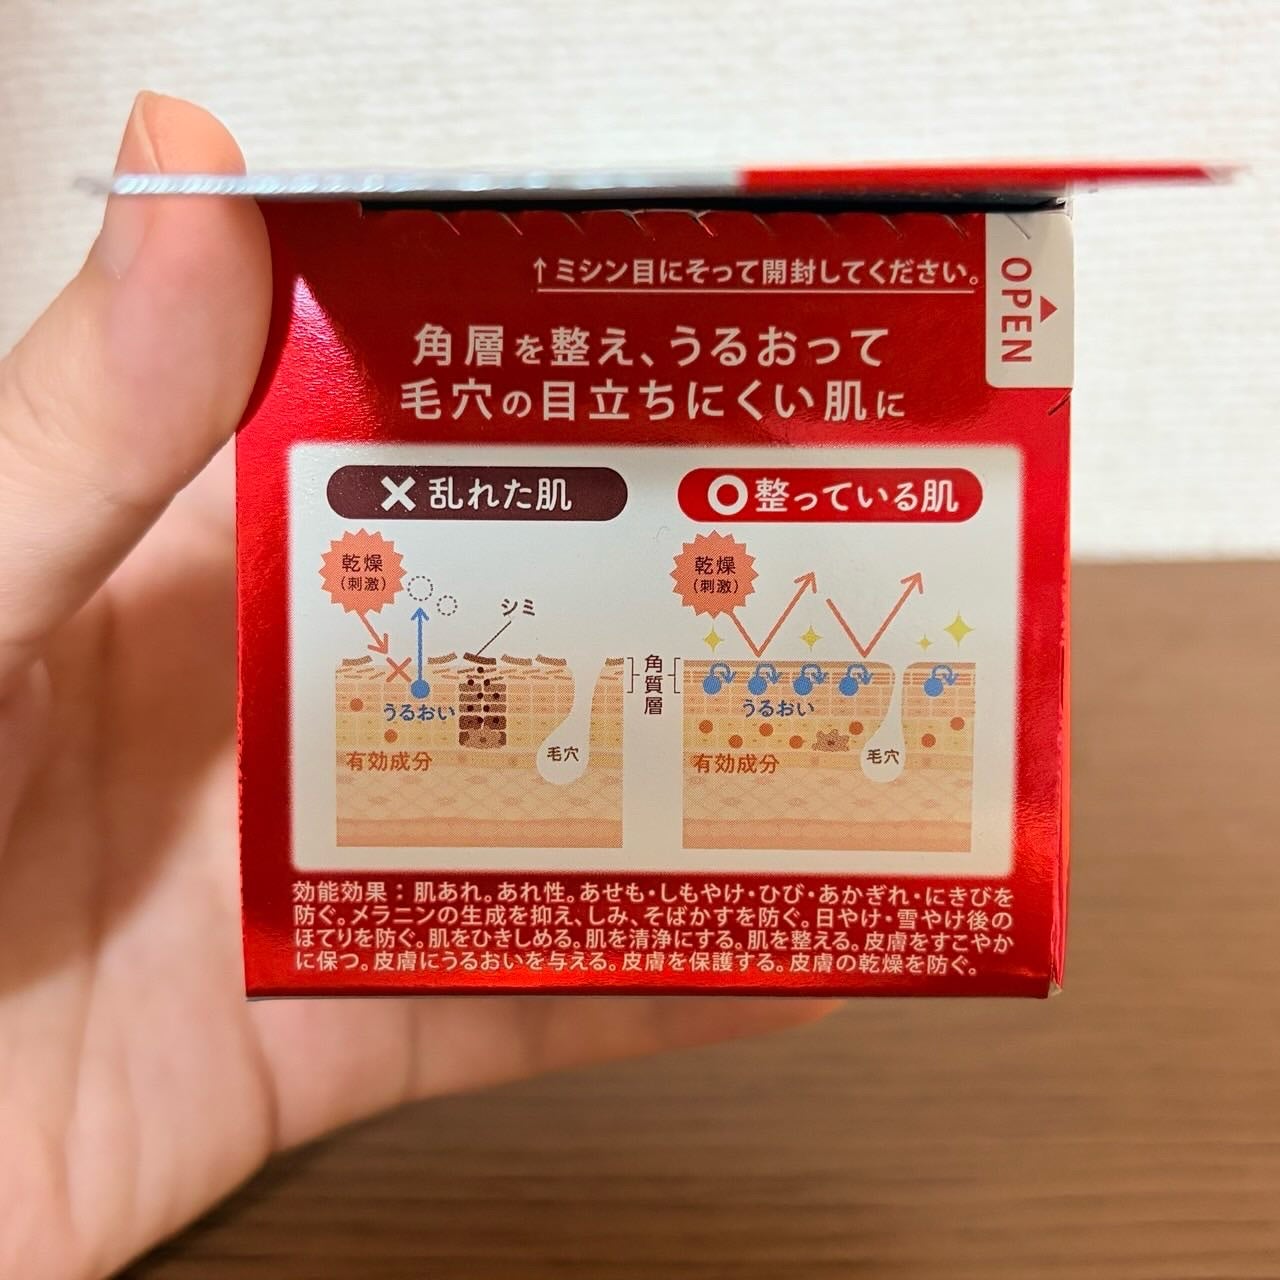 ↑ミシン目にそって開封してください。
OPEN
角層を整え、うるおって
毛穴の目立ちにくい肌に
×乱れた肌
乾燥
(刺激)
シミ
うるおい
有効成分
毛穴
角質層
○整っている肌
乾燥
(刺激)
うるおい
有効成分
毛穴
効能効果：肌あれ。あれ性。あせも・しもやけ・ひび・あかぎれ・にきびを
防ぐ。メラニンの生成を抑え、しみ、そばかすを防ぐ。日やけ・雪やけ後の
ほてりを防ぐ。肌をひきしめる。肌を清浄にする。肌を整える。皮膚をすこやか
に保つ。皮膚にうるおいを与える。皮膚を保護する。皮膚の乾燥を防ぐ。